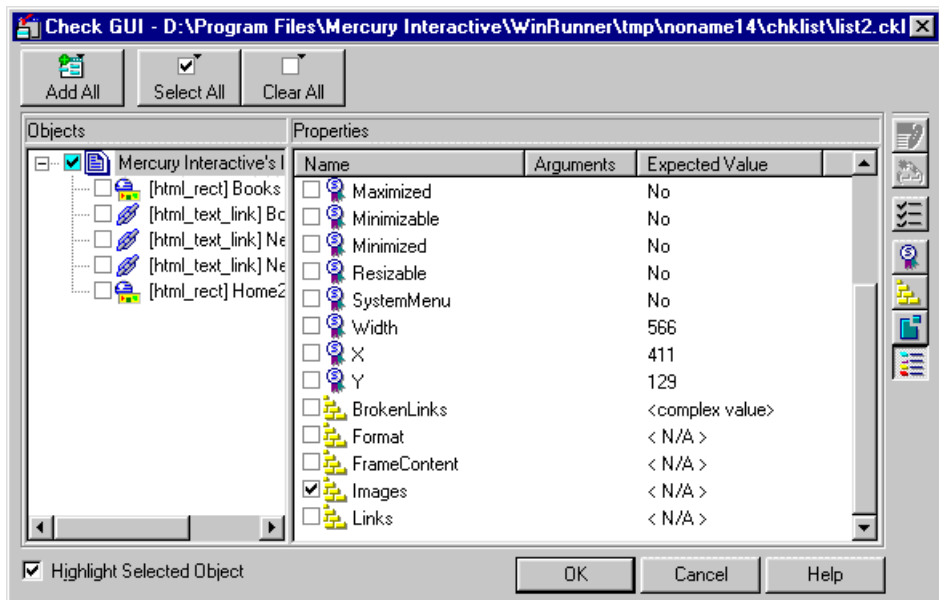 Check GUI - D:\Program Files\Mercury Interactive\WinRunner\tmp\noname14\chklist\list2.ckl
Add All Select All Clear All
Objects Properties
Mercury Interactive's I
[html_rect] Books
[html_text_link] Bo
[html_text_link] Ne
[html_text_link] Ne
[html_rect] Home2
Name Arguments Expected Value
Maximized No
Minimizable No
Minimized No
Resizable No
SystemMenu No
Width 566
X 411
Y 129
BrokenLinks <complex value>
Format < N/A >
FrameContent < N/A >
Images < N/A >
Links < N/A >
Highlight Selected Object
OK Cancel Help